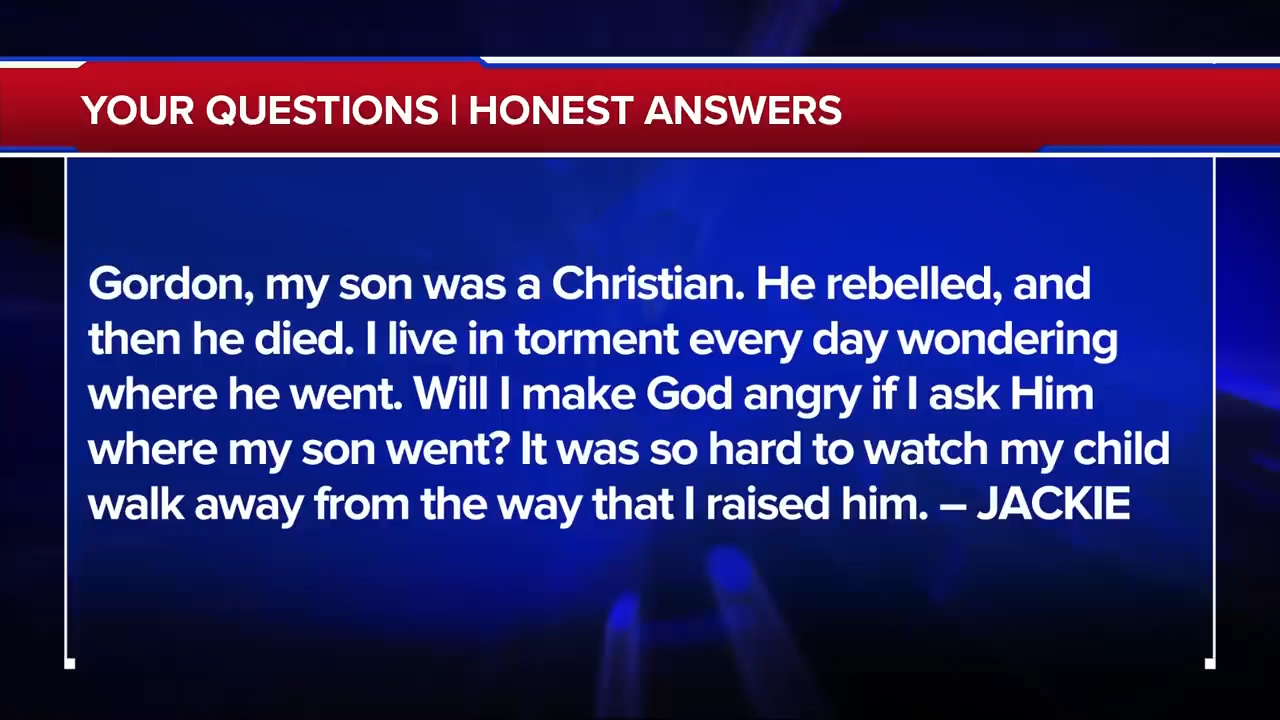 YOUR QUESTIONS | HONEST ANSWERS
Gordon, my son was a Christian. He rebelled, and
then he died. I live in torment every day wondering
where he went. Will I make God angry if I ask Him
where my son went? It was so hard to watch my child
walk away from the way that I raised him. – JACKIE